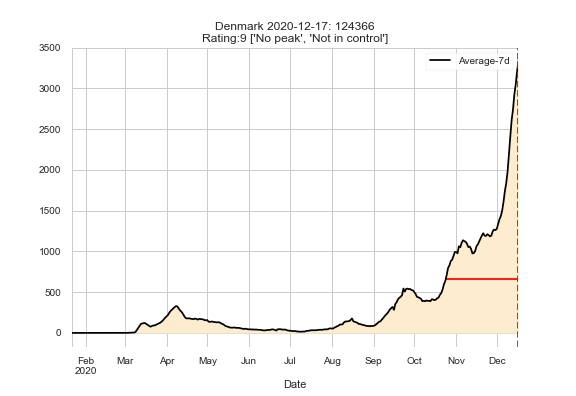 Denmark 2020-12-17: 124366
Rating:9 ['No peak', 'Not in control']
Average-7d
3500
3000
2500
2000
1500
1000
500
0
Feb Mar Apr May Jun Jul Aug Sep Oct Nov Dec
2020
Date